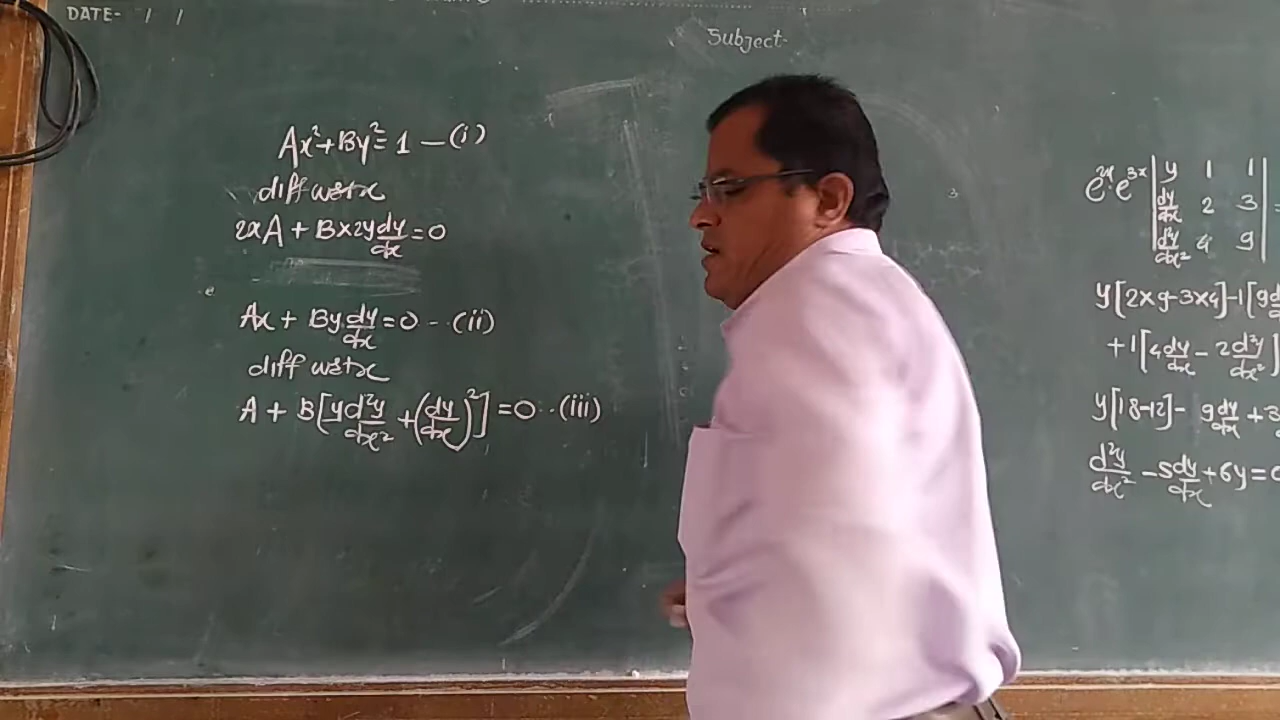 DATE- / /
Subject-
Ax²+By²=1 —(i)
diff w.r.t.x
2xA + B×2y dy/dx=0
Ax + By dy/dx=0 - (ii)
diff w.r.t.x
A + B[y d²y/dx² +(dy/dx)²]=0 --(iii)
e²ˣ.e³ˣ | y 1 1 |
| dy/dx 2 3 | =
| d²y/dx² 4 9 |
y[2×9-3×4]-1[9
+1[4 dy/dx - 2 d²y/dx²]
y[18-12]- 9 dy/dx + 3
d²y/dx² -5 dy/dx +6y=0